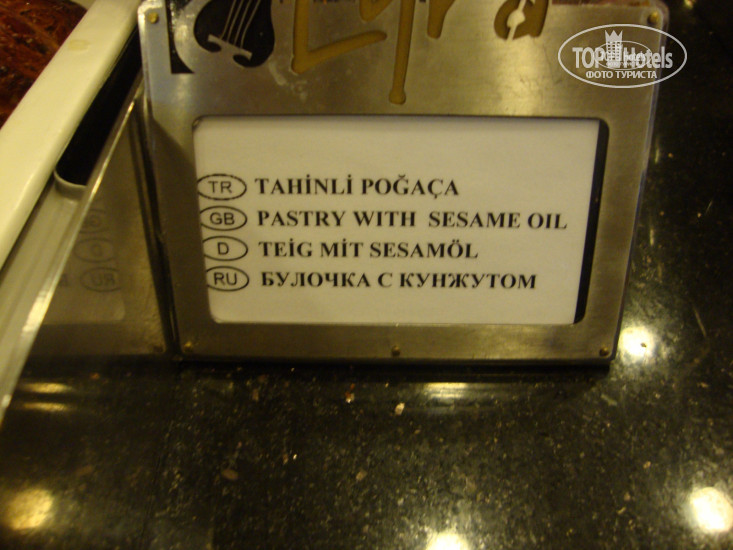 Lyra
TOP Hotels
ФОТО ТУРИСТА
TR TAHİNLİ POĞAÇA
GB PASTRY WITH SESAME OIL
D TEİG MİT SESAMÖL
RU БУЛОЧКА С КУНЖУТОМ